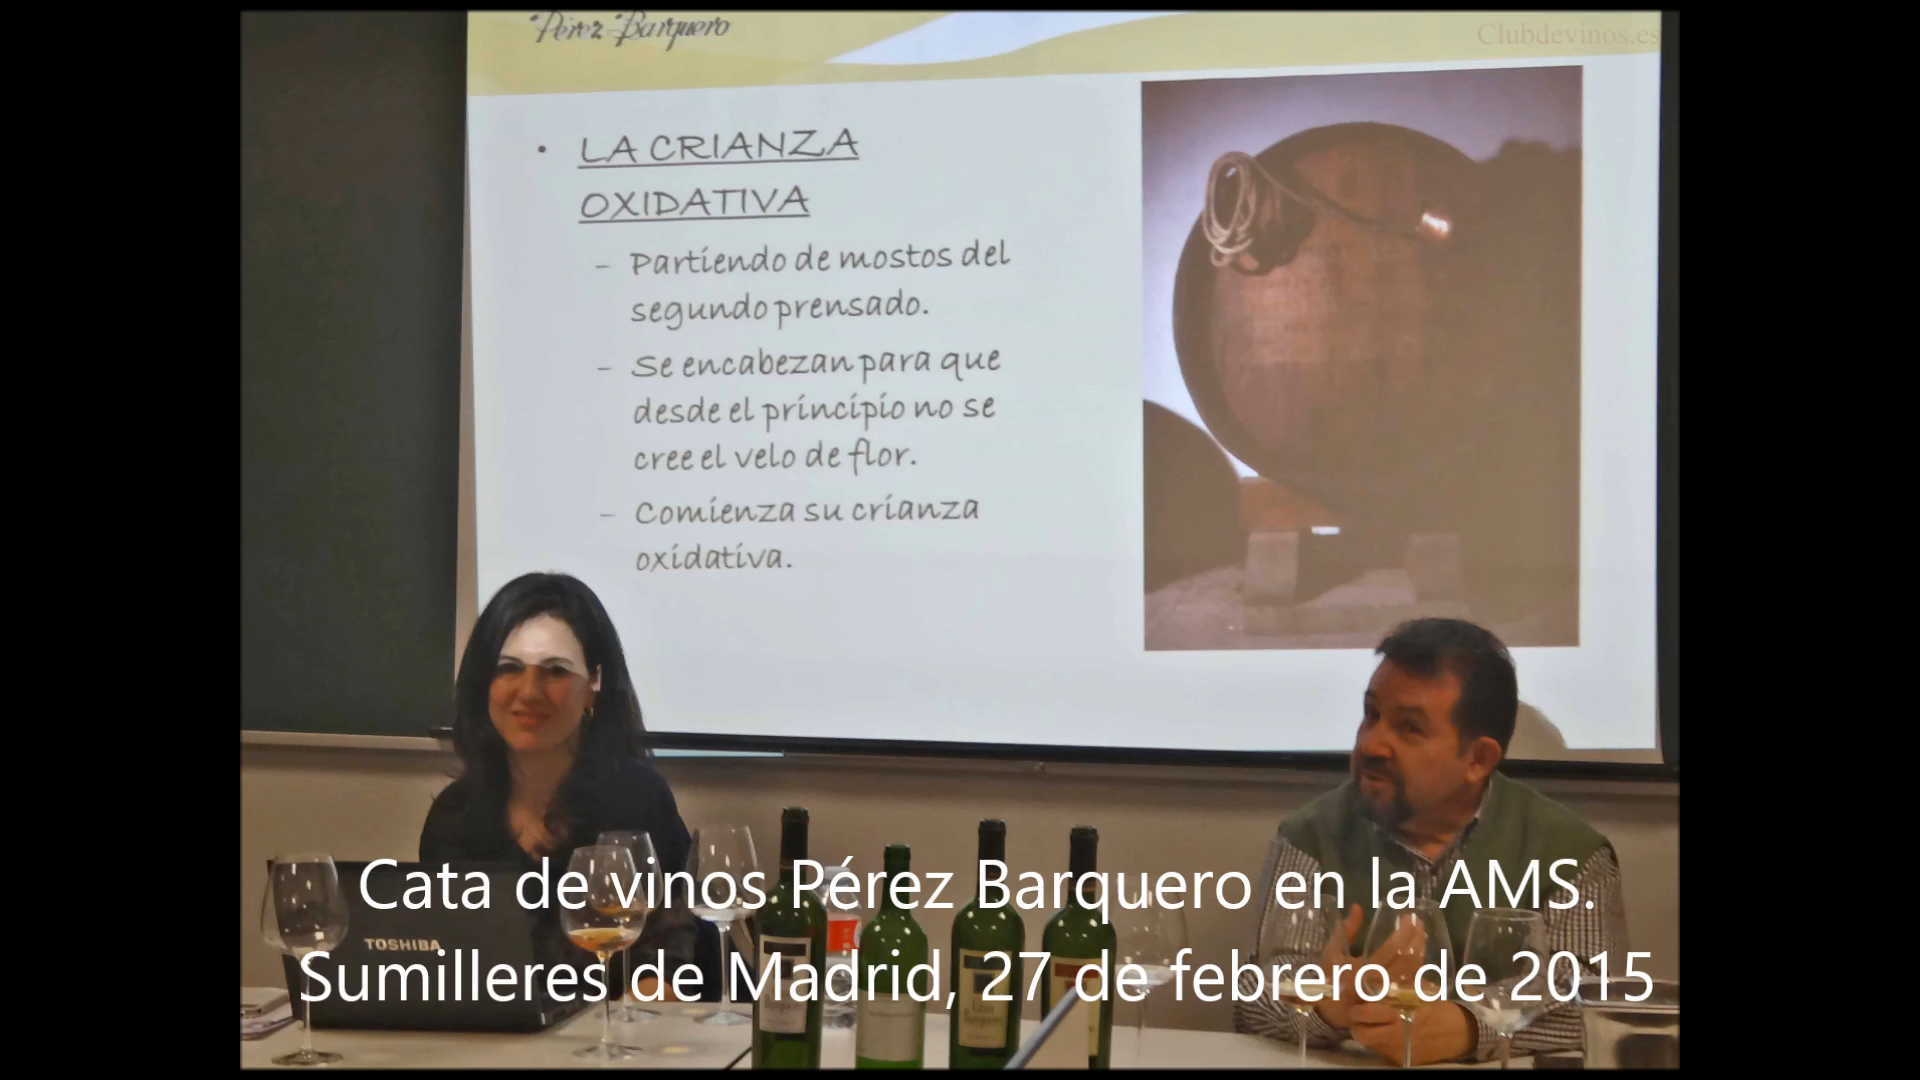 Pérez Barquero
Clubdevinos.es
• LA CRIANZA
OXIDATIVA
– Partiendo de mostos del
segundo prensado.
– Se encabezan para que
desde el principio no se
cree el velo de flor.
– Comienza su crianza
oxidativa.
Cata de vinos Pérez Barquero en la AMS.
TOSHIBA
Sumilleres de Madrid, 27 de febrero de 2015